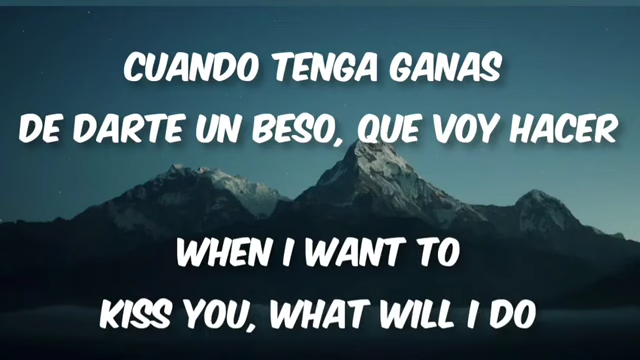 CUANDO TENGA GANAS
DE DARTE UN BESO, QUE VOY HACER
WHEN I WANT TO
KISS YOU, WHAT WILL I DO